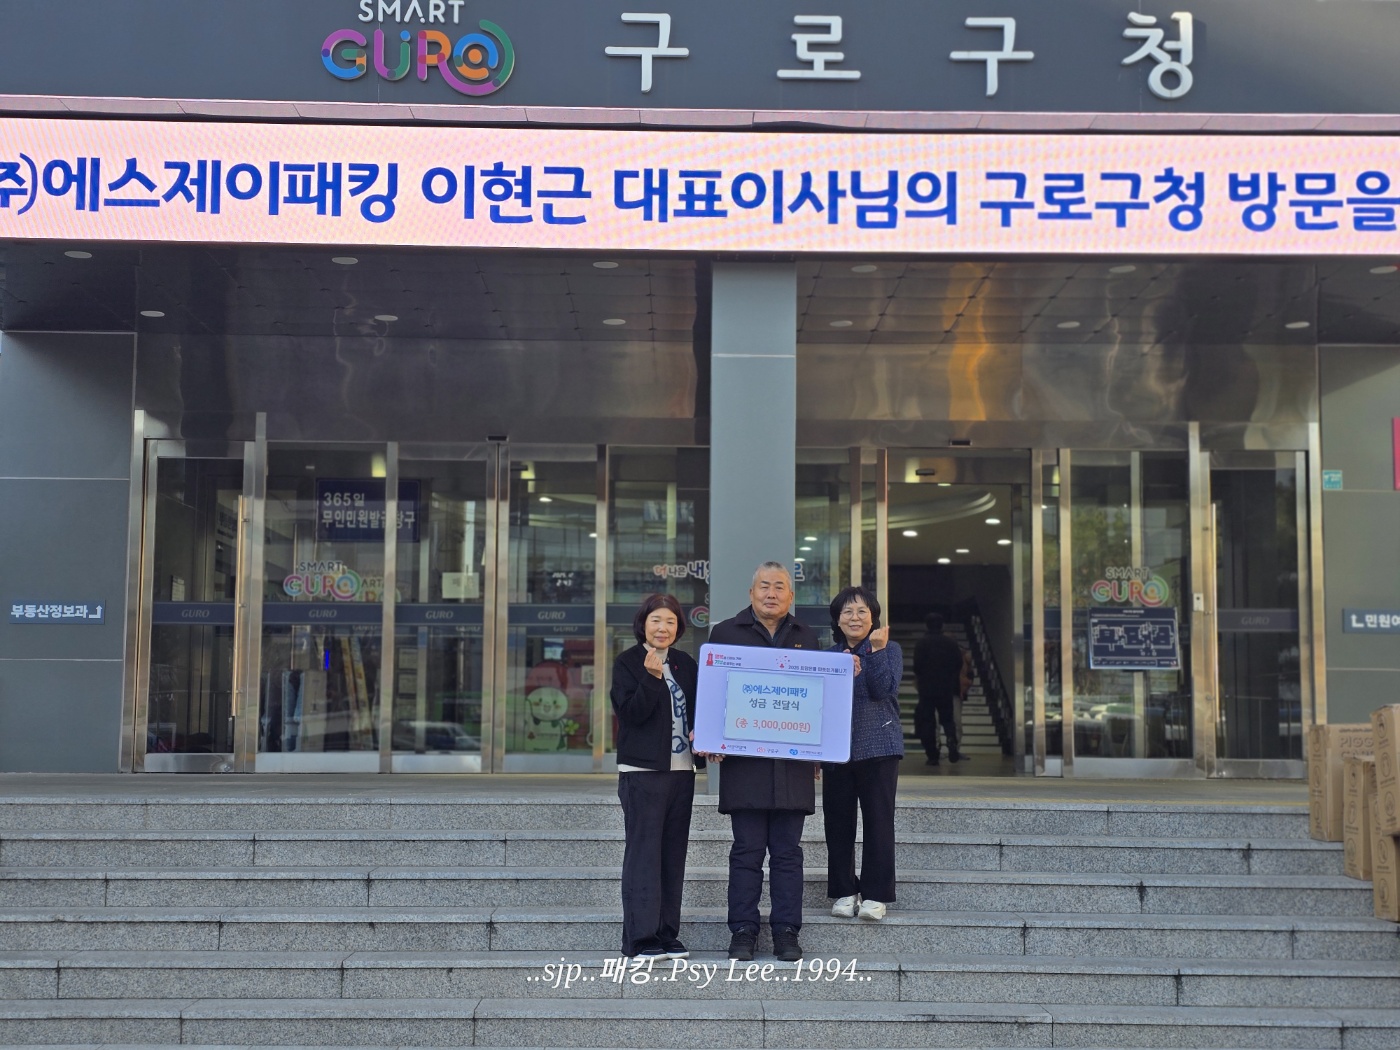 SMART
GURO
구로구청
㈜에스제이패킹 이현근 대표이사님의 구로구청 방문을
365일
무인민원발급창구
SMART
GURO
SMART
GURO
부동산정보과
GURO
GURO
GURO
GURO
GURO
민원여
㈜에스제이패킹
성금 전달식
(총 3,000,000원)
..sjp..패킹..Psy Lee..1994..